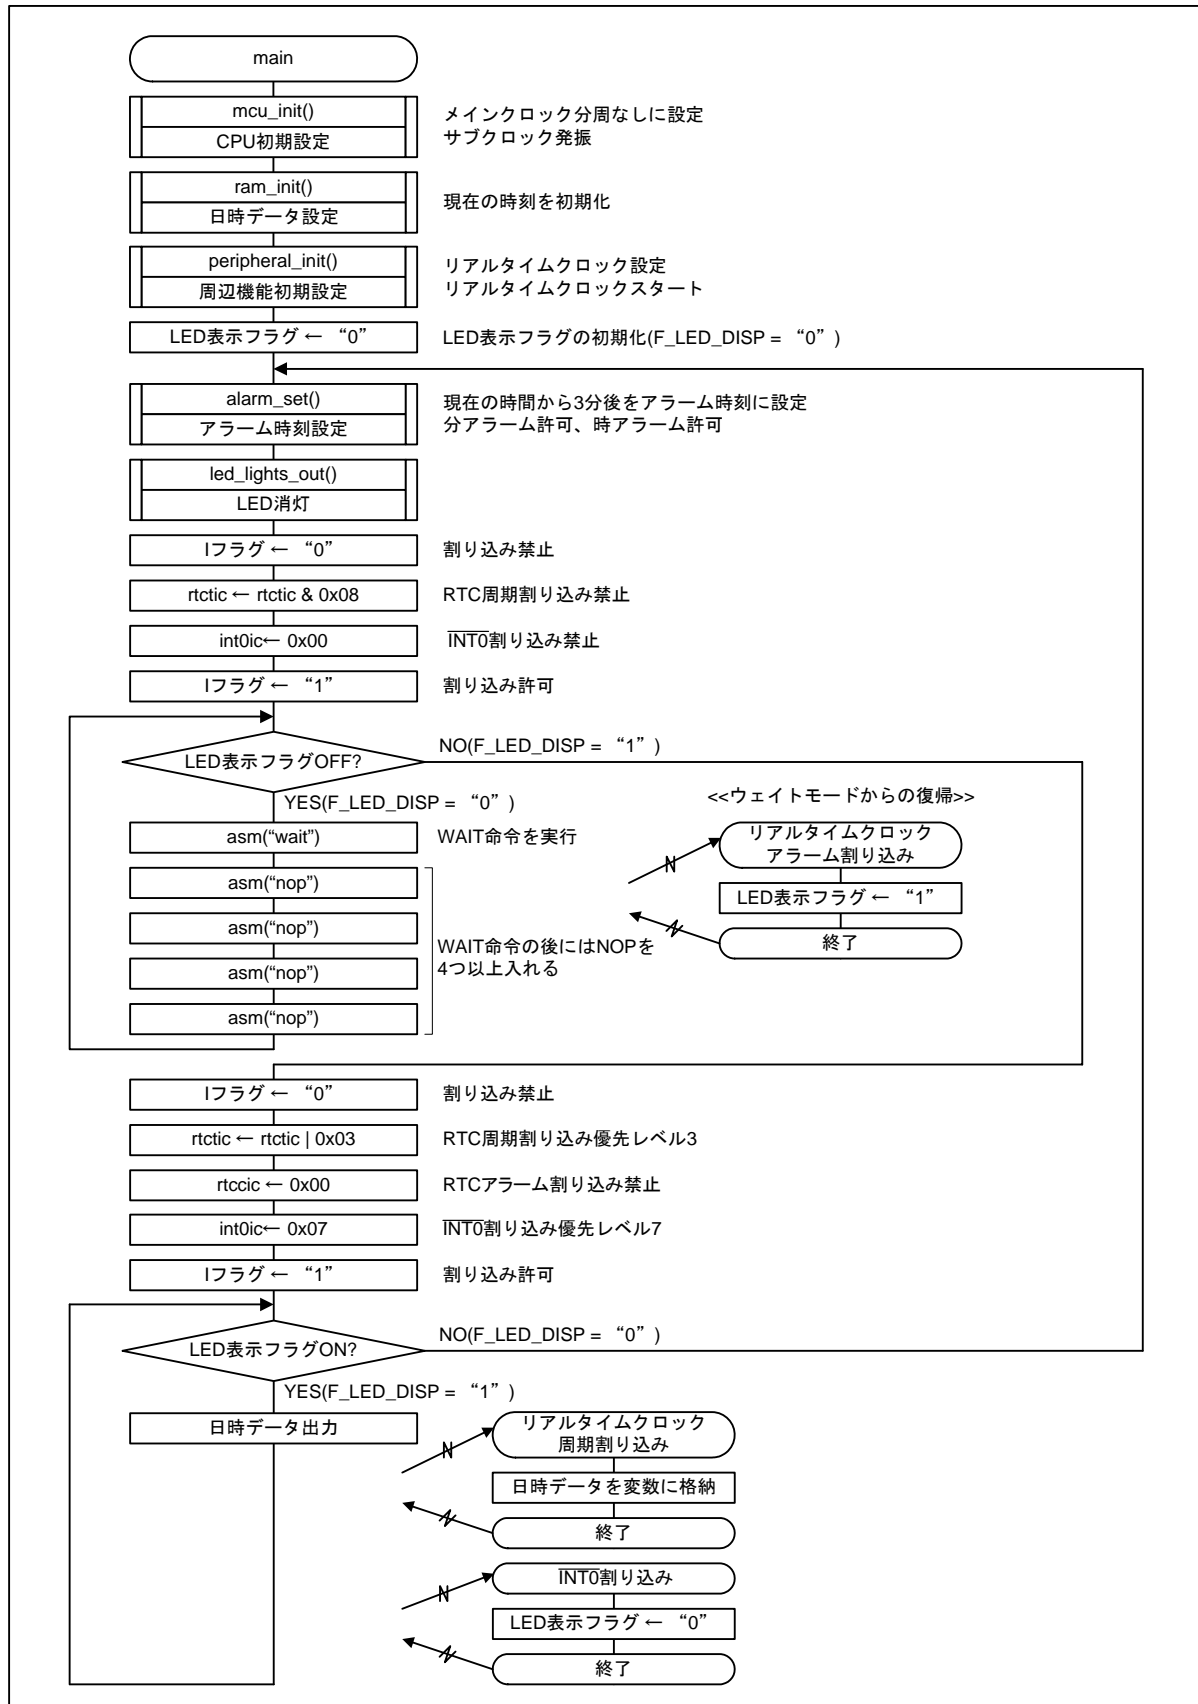 main
mcu_init()
CPU初期設定
メインクロック分周なしに設定
サブクロック発振
ram_init()
日時データ設定
現在の時刻を初期化
peripheral_init()
周辺機能初期設定
リアルタイムクロック設定
リアルタイムクロックスタート
LED表示フラグ ← “0”
LED表示フラグの初期化(F_LED_DISP = “0”)
alarm_set()
アラーム時刻設定
現在の時間から3分後をアラーム時刻に設定
分アラーム許可、時アラーム許可
led_lights_out()
LED消灯
Iフラグ ← “0”
割り込み禁止
rtctic ← rtctic & 0x08
RTC周期割り込み禁止
int0ic← 0x00
INT0割り込み禁止
Iフラグ ← “1”
割り込み許可
LED表示フラグOFF?
NO(F_LED_DISP = “1”)
YES(F_LED_DISP = “0”)
asm(“wait”)
WAIT命令を実行
asm(“nop”)
asm(“nop”)
asm(“nop”)
asm(“nop”)
WAIT命令の後にはNOPを
4つ以上入れる
<<ウェイトモードからの復帰>>
リアルタイムクロック
アラーム割り込み
LED表示フラグ ← “1”
終了
Iフラグ ← “0”
割り込み禁止
rtctic ← rtctic | 0x03
RTC周期割り込み優先レベル3
rtccic ← 0x00
RTCアラーム割り込み禁止
int0ic← 0x07
INT0割り込み優先レベル7
Iフラグ ← “1”
割り込み許可
LED表示フラグON?
NO(F_LED_DISP = “0”)
YES(F_LED_DISP = “1”)
日時データ出力
リアルタイムクロック
周期割り込み
日時データを変数に格納
終了
INT0割り込み
LED表示フラグ ← “0”
終了